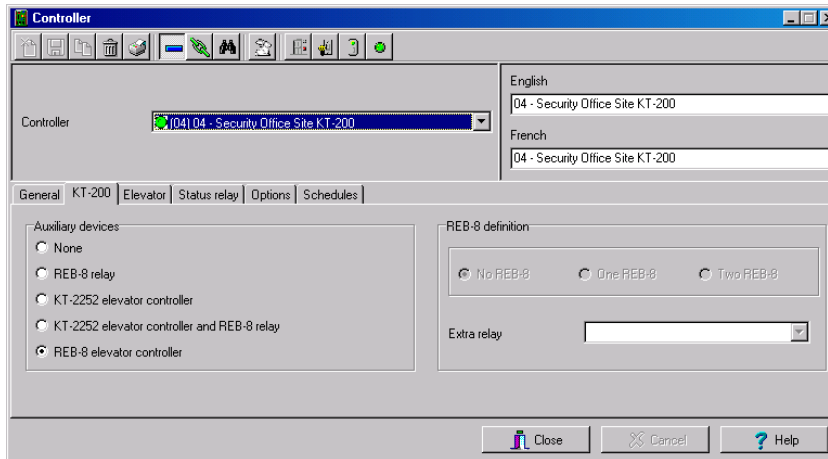 Controller
English
04 - Security Office Site KT-200
Controller
(04) 04 - Security Office Site KT-200
French
04 - Security Office Site KT-200
General KT-200 Elevator Status relay Options Schedules
Auxiliary devices
None
REB-8 relay
KT-2252 elevator controller
KT-2252 elevator controller and REB-8 relay
REB-8 elevator controller
REB-8 definition
No REB-8 One REB-8 Two REB-8
Extra relay
Close Cancel Help